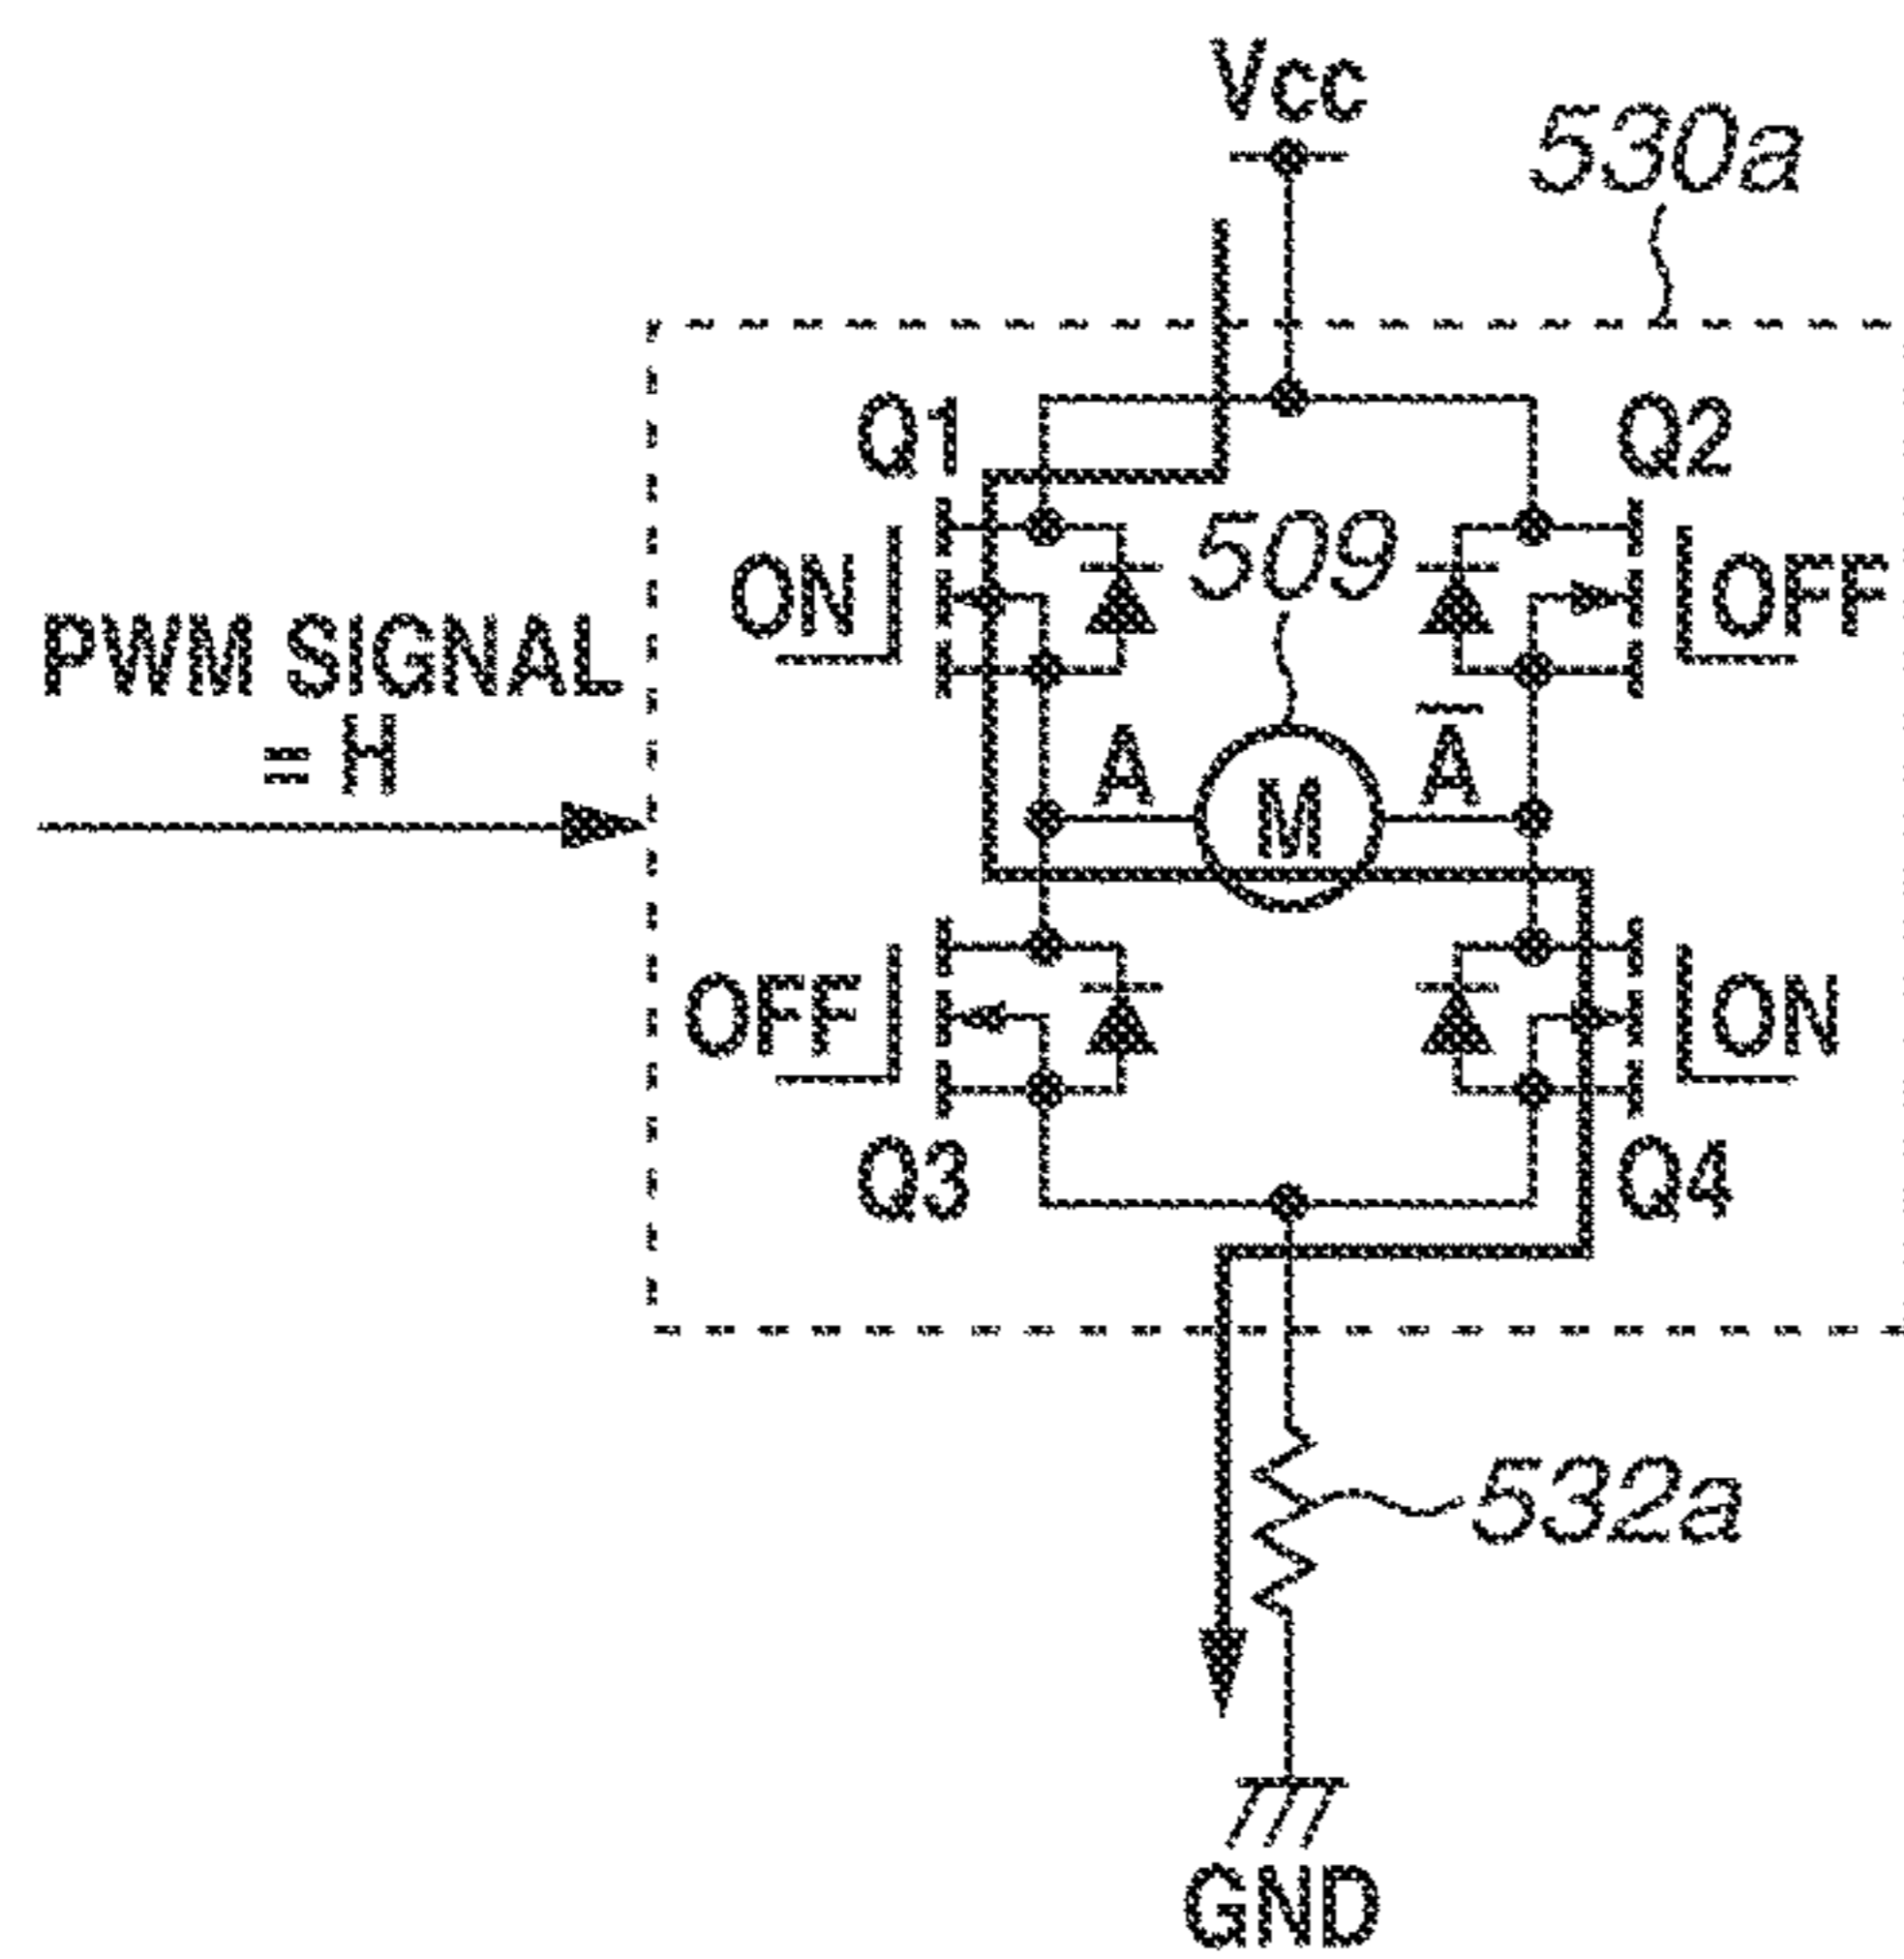 Vcc
530a
Q1
Q2
509
ON
OFF
PWM SIGNAL
= H
A
A̅
M
OFF
ON
Q3
Q4
532a
GND